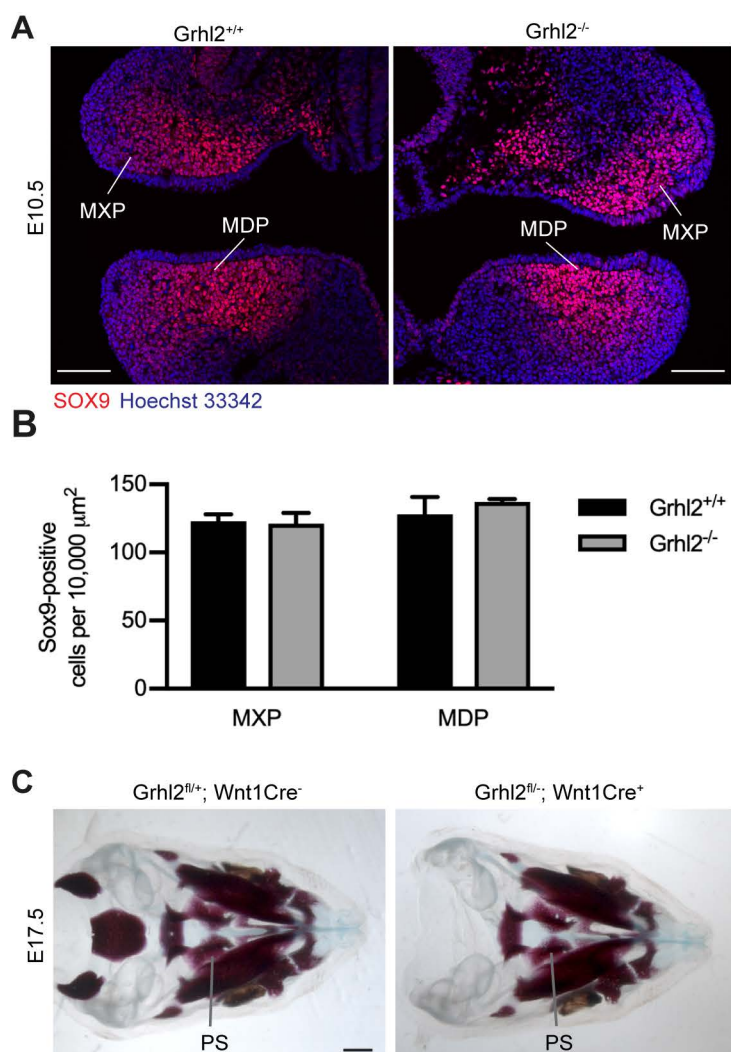 A
Grhl2+/+
Grhl2-/-
E10.5
MXP
MDP
MDP
MXP
SOX9 Hoechst 33342
B
Sox9-positive
cells per 10,000 μm2
150
100
50
0
MXP
MDP
Grhl2+/+
Grhl2-/-
C
Grhl2fl/+; Wnt1Cre-
Grhl2fl/-; Wnt1Cre+
E17.5
PS
PS